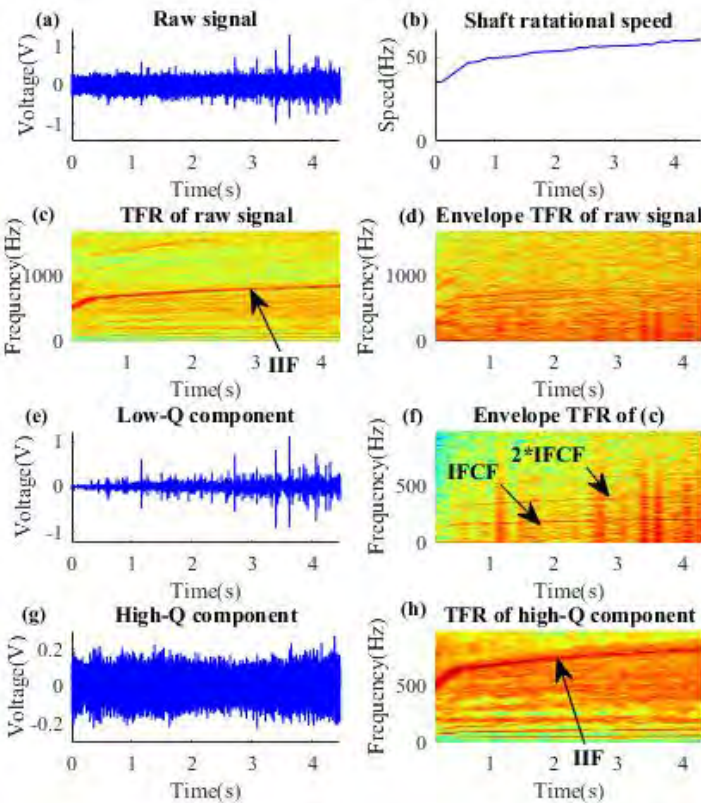 (a) Raw signal
Voltage(V)
1
0
-1
0 1 2 3 4
Time(s)
(b) Shaft ratational speed
Speed(Hz)
50
0
0 1 2 3 4
Time(s)
(c) TFR of raw signal
Frequency(Hz)
1000
0
IIF
1 2 3 4
Time(s)
(d) Envelope TFR of raw signal
Frequency(Hz)
1000
0
1 2 3 4
Time(s)
(e) Low-Q component
Voltage(V)
1
0
-1
0 1 2 3 4
Time(s)
(f) Envelope TFR of (c)
Frequency(Hz)
500
0
IFCF
2*IFCF
1 2 3 4
Time(s)
(g) High-Q component
Voltage(V)
0.2
0
-0.2
0 1 2 3 4
Time(s)
(h) TFR of high-Q component
Frequency(Hz)
500
0
IIF
1 2 3 4
Time(s)